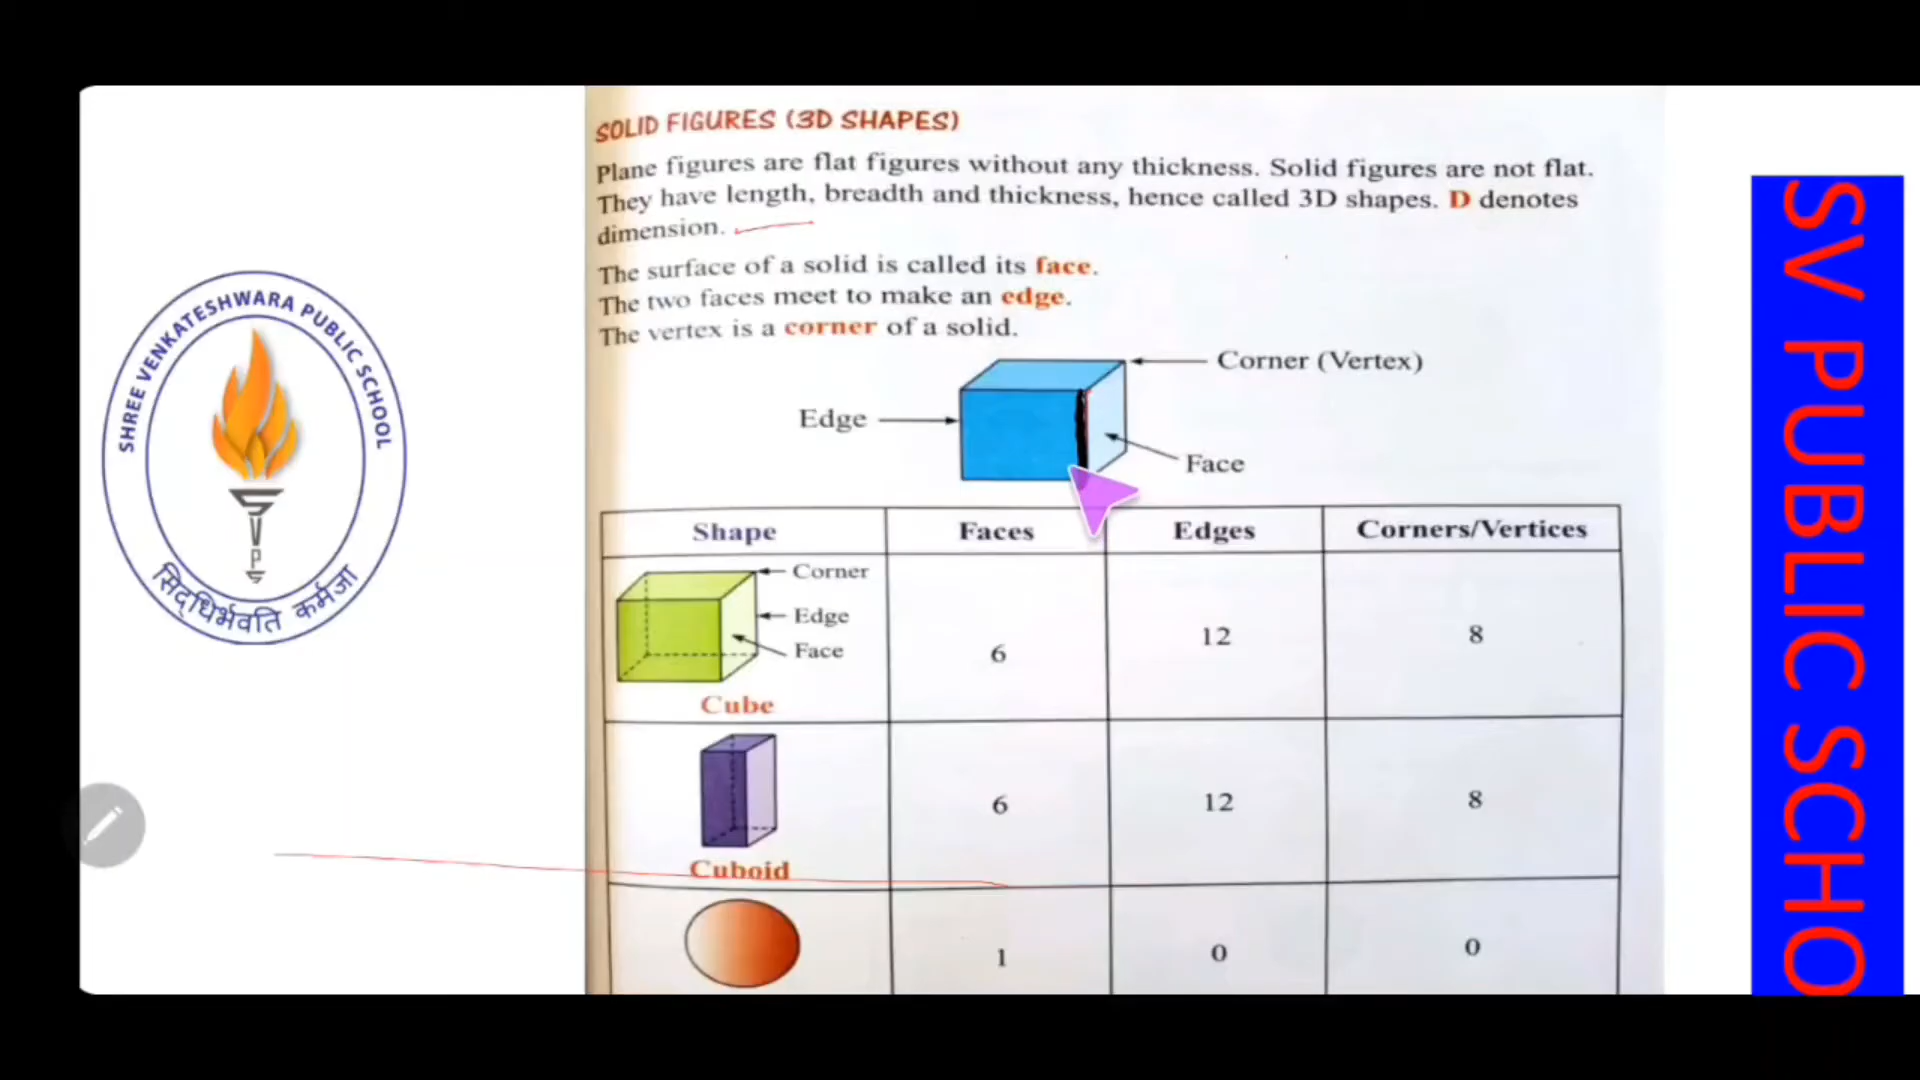 SHREE VENKATESHWARA PUBLIC SCHOOL
SVPS
सिद्धिर्भवति कर्मजा
SOLID FIGURES (3D SHAPES)
Plane figures are flat figures without any thickness. Solid figures are not flat.
They have length, breadth and thickness, hence called 3D shapes. D denotes
dimension.
The surface of a solid is called its face.
The two faces meet to make an edge.
The vertex is a corner of a solid.
Corner (Vertex)
Edge
Face
Shape Faces Edges Corners/Vertices
Corner
Edge
Face
Cube
6 12 8
Cuboid
6 12 8
1 0 0
SV PUBLIC SCHO